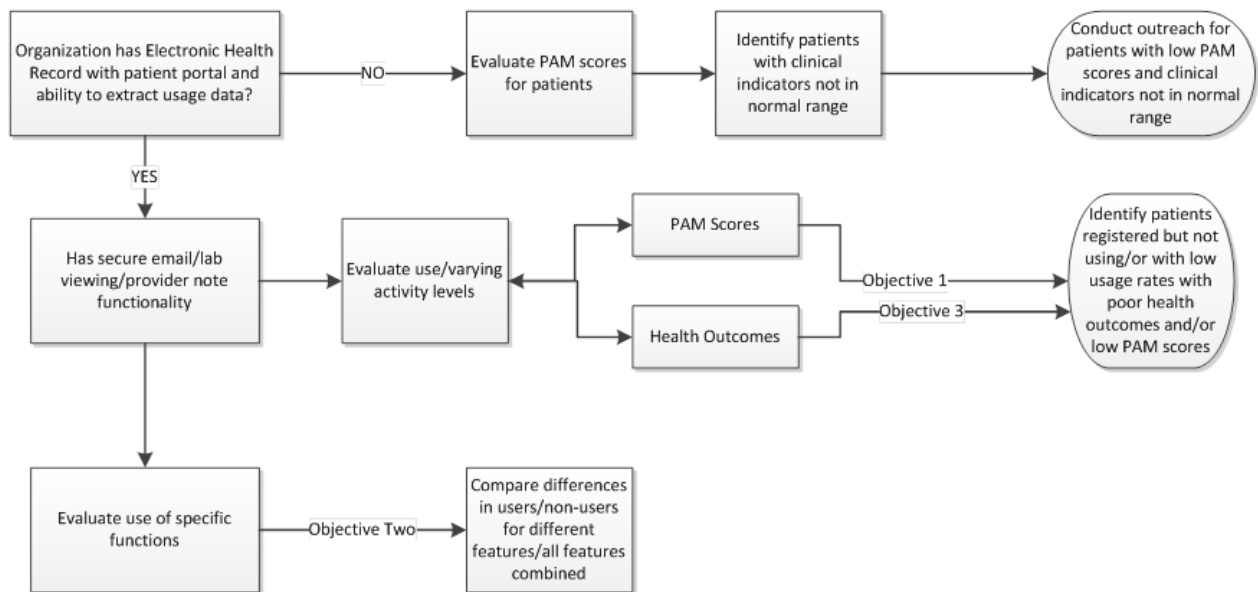 Organization has Electronic Health
Record with patient portal and
ability to extract usage data?
NO
Evaluate PAM scores
for patients
Identify patients
with clinical
indicators not in
normal range
Conduct outreach for
patients with low PAM
scores and clinical
indicators not in normal
range
YES
Has secure email/lab
viewing/provider note
functionality
Evaluate use/varying
activity levels
PAM Scores
Objective 1
Health Outcomes
Objective 3
Identify patients
registered but not
using/or with low
usage rates with
poor health
outcomes and/or
low PAM scores
Evaluate use of specific
functions
Objective Two
Compare differences
in users/non-users
for different
features/all features
combined